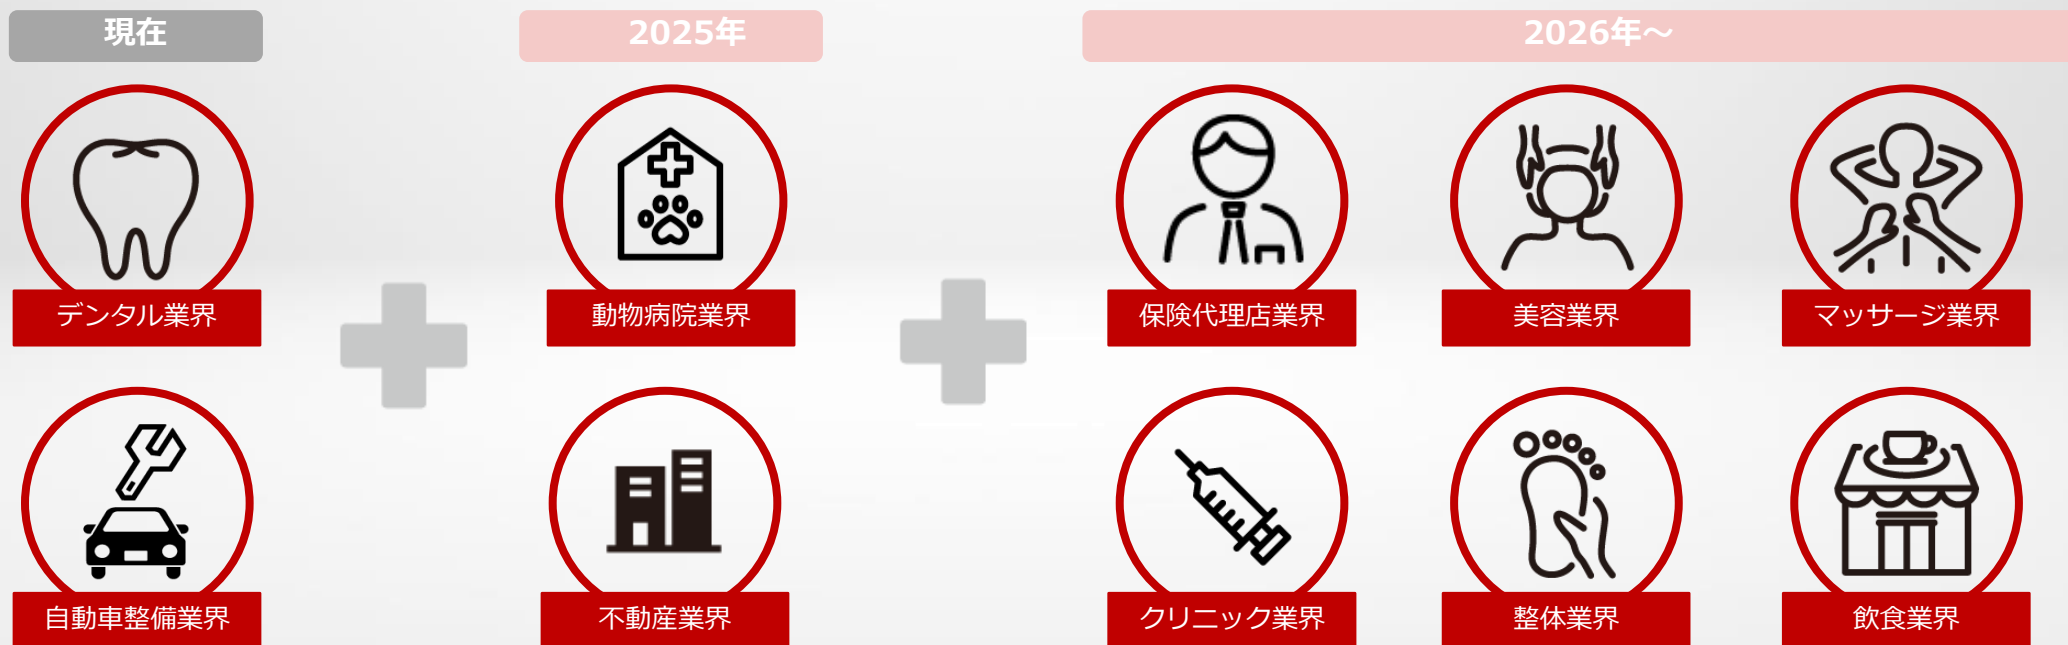 現在
2025年
2026年～
デンタル業界
動物病院業界
保険代理店業界
美容業界
マッサージ業界
自動車整備業界
不動産業界
クリニック業界
整体業界
飲食業界